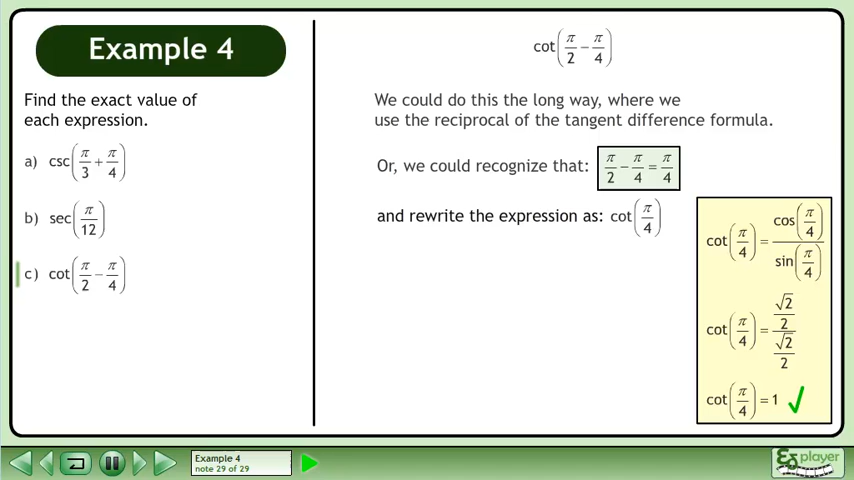 Example 4
Find the exact value of
each expression.
a) csc(π/3 + π/4)
b) sec(π/12)
c) cot(π/2 − π/4)
cot(π/2 − π/4)
We could do this the long way, where we
use the reciprocal of the tangent difference formula.
Or, we could recognize that: π/2 − π/4 = π/4
and rewrite the expression as: cot(π/4)
cot(π/4) = cos(π/4)/sin(π/4)
cot(π/4) = (√2/2)/(√2/2)
cot(π/4) = 1 ✓
Example 4
note 29 of 29
player